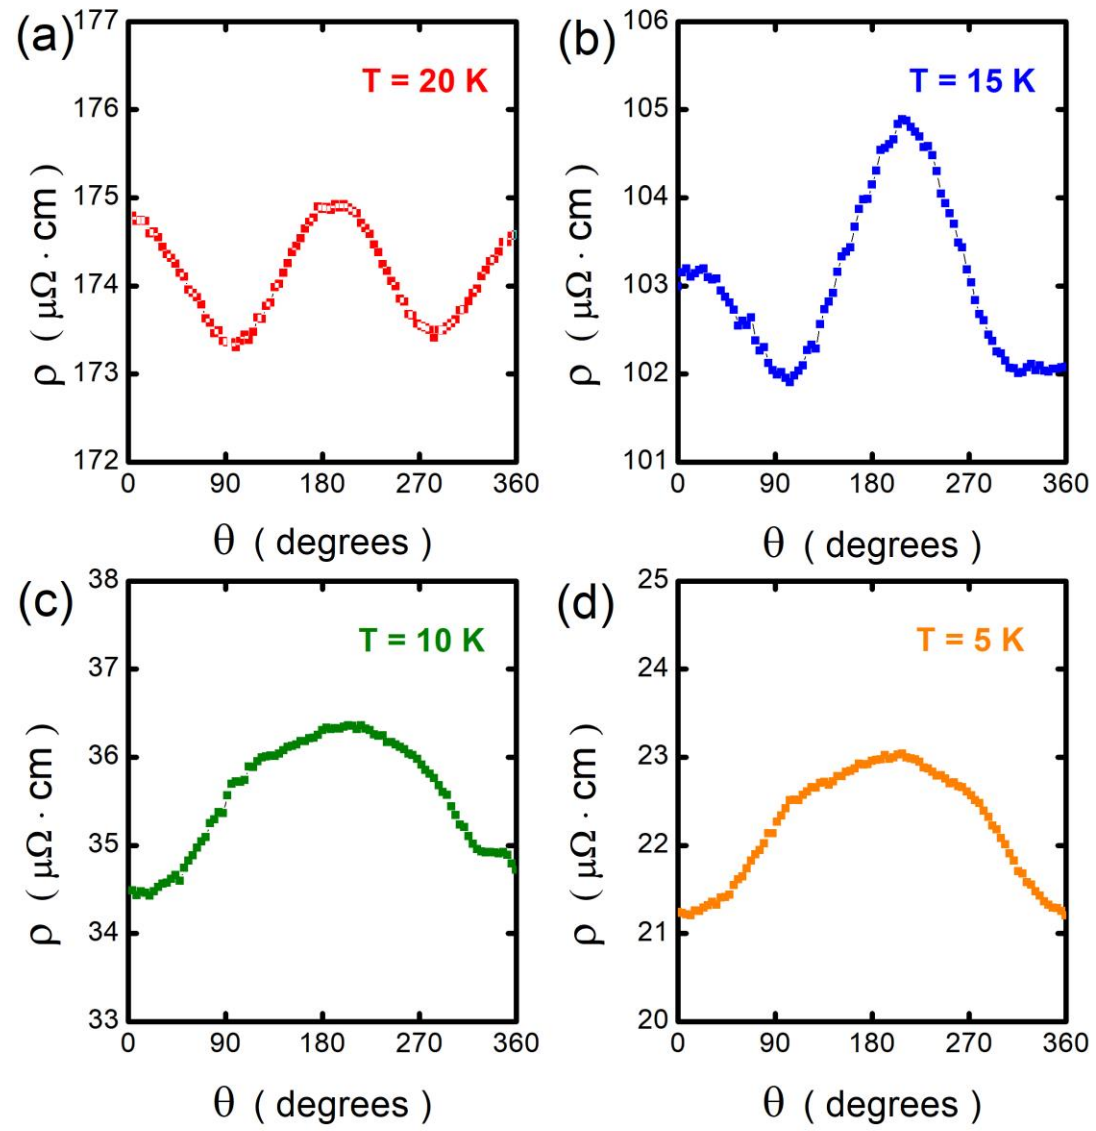 (a)
T = 20 K
177
176
175
174
173
172
ρ ( μΩ · cm )
0 90 180 270 360
θ ( degrees )
(b)
T = 15 K
106
105
104
103
102
101
ρ ( μΩ · cm )
0 90 180 270 360
θ ( degrees )
(c)
T = 10 K
38
37
36
35
34
33
ρ ( μΩ · cm )
0 90 180 270 360
θ ( degrees )
(d)
T = 5 K
25
24
23
22
21
20
ρ ( μΩ · cm )
0 90 180 270 360
θ ( degrees )